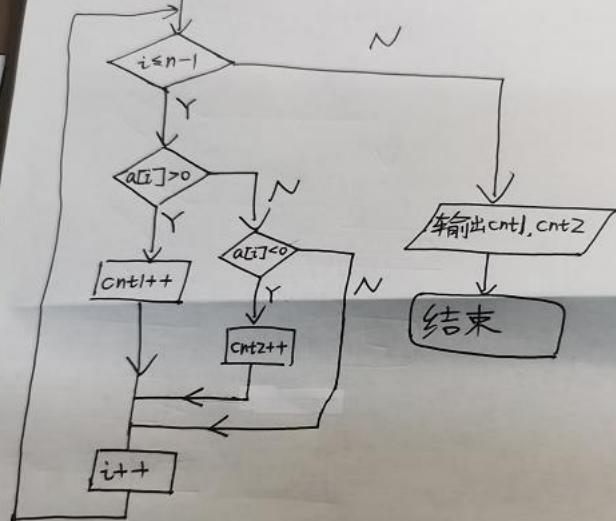 i≤n-1
N
Y
a[i]>0
N
Y
a[i]<0
N
Y
cnt1++
cnt2++
i++
输出cnt1,cnt2
结束